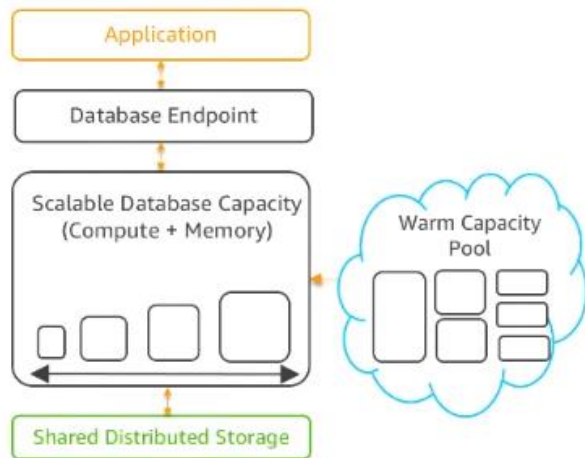 Application
Database Endpoint
Scalable Database Capacity
(Compute + Memory)
Warm Capacity
Pool
Shared Distributed Storage